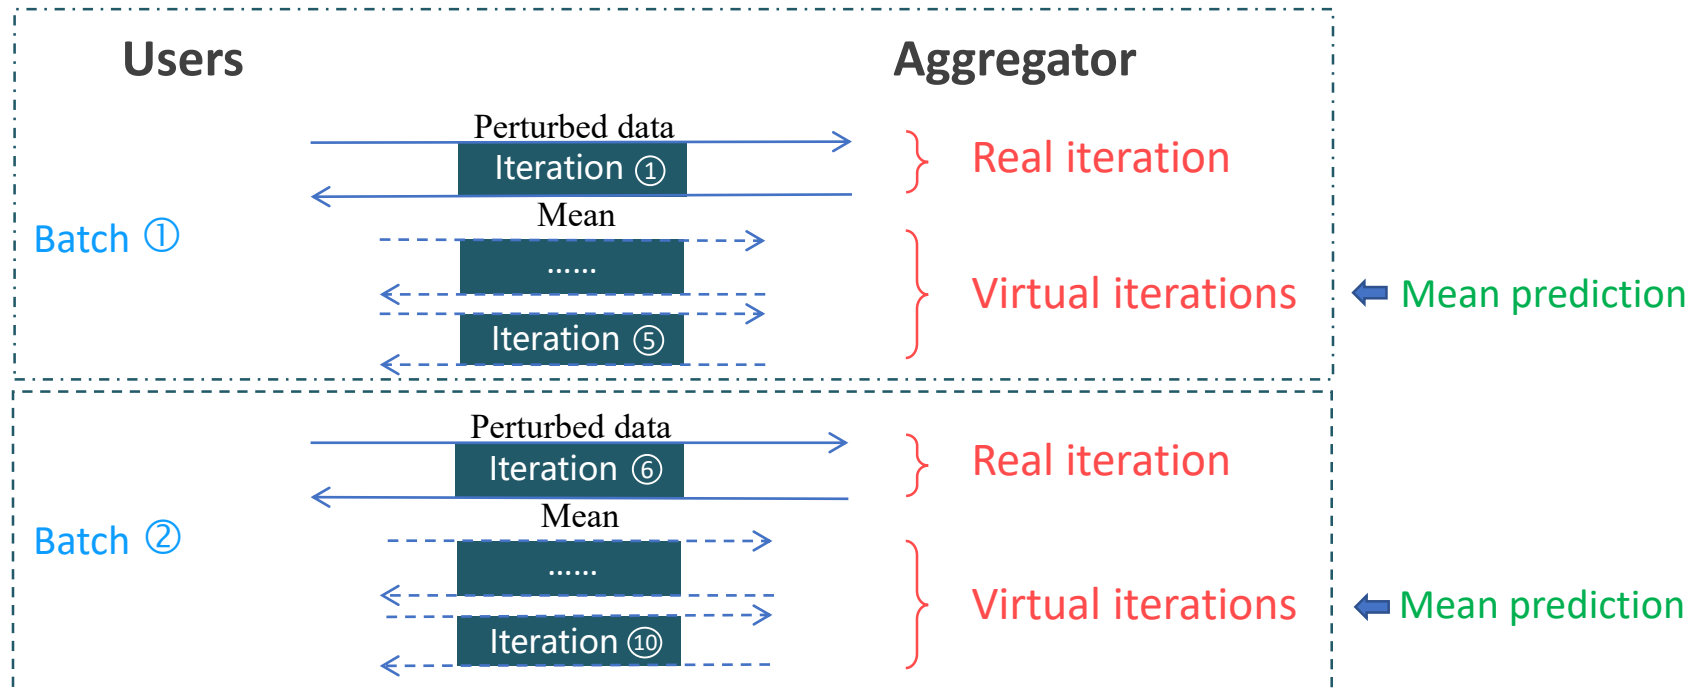 Users
Aggregator
Perturbed data
Iteration ①
Real iteration
Mean
Batch ①
......
Virtual iterations
Mean prediction
Iteration ⑤
Perturbed data
Iteration ⑥
Real iteration
Mean
Batch ②
......
Virtual iterations
Mean prediction
Iteration ⑩